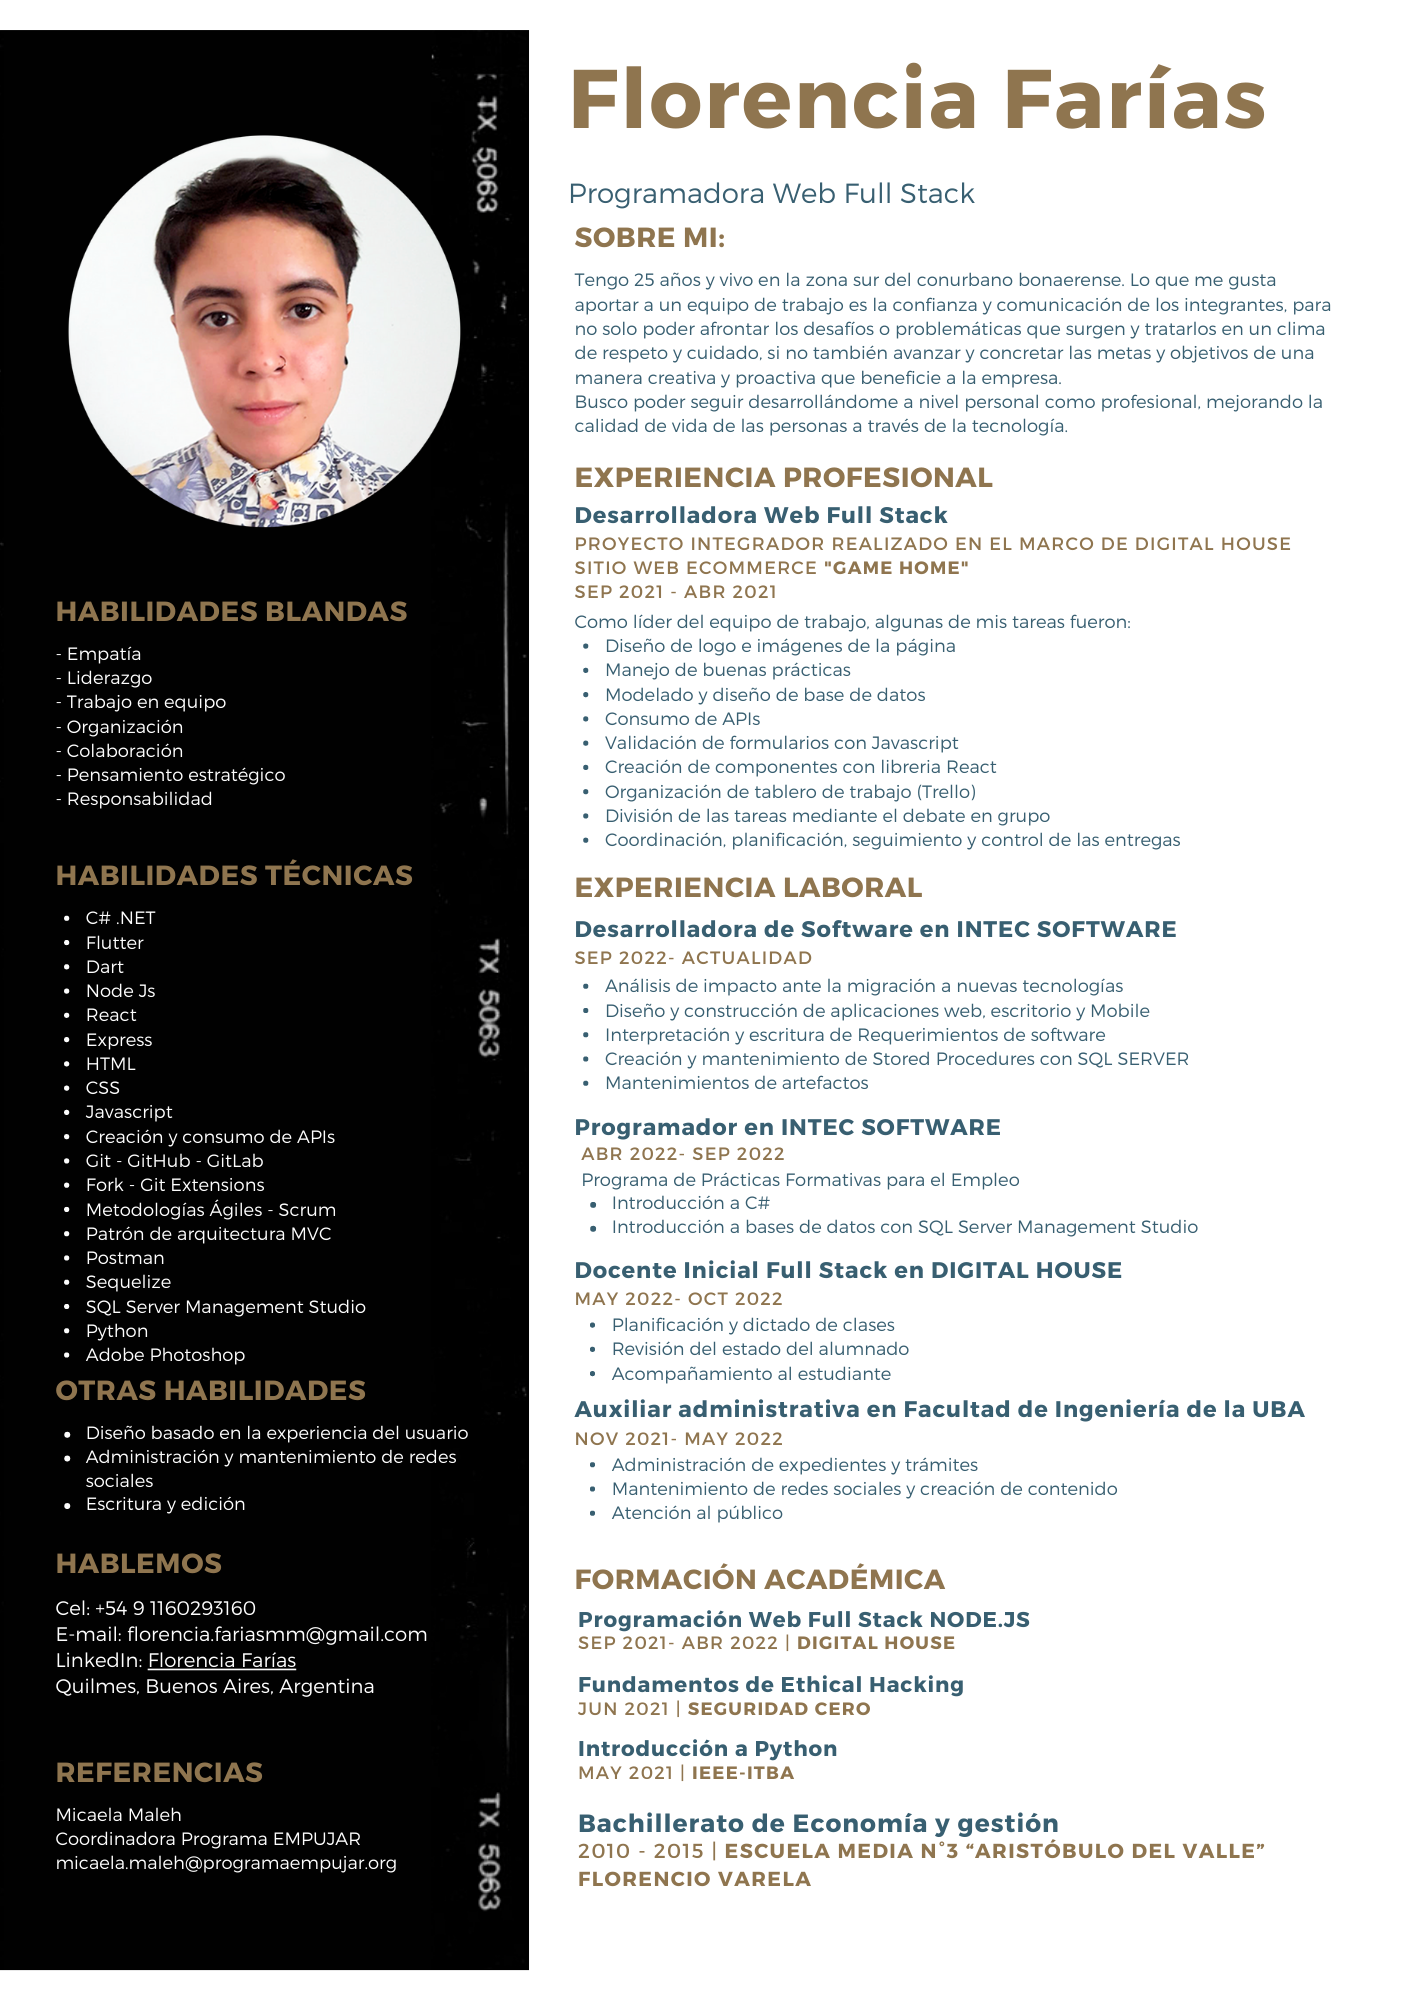 TX 5063
HABILIDADES BLANDAS
- Empatía
- Liderazgo
- Trabajo en equipo
- Organización
- Colaboración
- Pensamiento estratégico
- Responsabilidad
HABILIDADES TÉCNICAS
• C# .NET
• Flutter
• Dart
• Node Js
• React
• Express
• HTML
• CSS
• Javascript
• Creación y consumo de APIs
• Git - GitHub - GitLab
• Fork - Git Extensions
• Metodologías Ágiles - Scrum
• Patrón de arquitectura MVC
• Postman
• Sequelize
• SQL Server Management Studio
• Python
• Adobe Photoshop
TX 5063
OTRAS HABILIDADES
• Diseño basado en la experiencia del usuario
• Administración y mantenimiento de redes
sociales
• Escritura y edición
HABLEMOS
Cel: +54 9 1160293160
E-mail: florencia.fariasmm@gmail.com
LinkedIn: Florencia Farías
Quilmes, Buenos Aires, Argentina
REFERENCIAS
Micaela Maleh
Coordinadora Programa EMPUJAR
micaela.maleh@programaempujar.org
TX 5063
Florencia Farías
Programadora Web Full Stack
SOBRE MI:
Tengo 25 años y vivo en la zona sur del conurbano bonaerense. Lo que me gusta
aportar a un equipo de trabajo es la confianza y comunicación de los integrantes, para
no solo poder afrontar los desafíos o problemáticas que surgen y tratarlos en un clima
de respeto y cuidado, si no también avanzar y concretar las metas y objetivos de una
manera creativa y proactiva que beneficie a la empresa.
Busco poder seguir desarrollándome a nivel personal como profesional, mejorando la
calidad de vida de las personas a través de la tecnología.
EXPERIENCIA PROFESIONAL
Desarrolladora Web Full Stack
PROYECTO INTEGRADOR REALIZADO EN EL MARCO DE DIGITAL HOUSE
SITIO WEB ECOMMERCE "GAME HOME"
SEP 2021 - ABR 2021
Como líder del equipo de trabajo, algunas de mis tareas fueron:
• Diseño de logo e imágenes de la página
• Manejo de buenas prácticas
• Modelado y diseño de base de datos
• Consumo de APIs
• Validación de formularios con Javascript
• Creación de componentes con libreria React
• Organización de tablero de trabajo (Trello)
• División de las tareas mediante el debate en grupo
• Coordinación, planificación, seguimiento y control de las entregas
EXPERIENCIA LABORAL
Desarrolladora de Software en INTEC SOFTWARE
SEP 2022- ACTUALIDAD
• Análisis de impacto ante la migración a nuevas tecnologías
• Diseño y construcción de aplicaciones web, escritorio y Mobile
• Interpretación y escritura de Requerimientos de software
• Creación y mantenimiento de Stored Procedures con SQL SERVER
• Mantenimientos de artefactos
Programador en INTEC SOFTWARE
ABR 2022- SEP 2022
Programa de Prácticas Formativas para el Empleo
• Introducción a C#
• Introducción a bases de datos con SQL Server Management Studio
Docente Inicial Full Stack en DIGITAL HOUSE
MAY 2022- OCT 2022
• Planificación y dictado de clases
• Revisión del estado del alumnado
• Acompañamiento al estudiante
Auxiliar administrativa en Facultad de Ingeniería de la UBA
NOV 2021- MAY 2022
• Administración de expedientes y trámites
• Mantenimiento de redes sociales y creación de contenido
• Atención al público
FORMACIÓN ACADÉMICA
Programación Web Full Stack NODE.JS
SEP 2021- ABR 2022 | DIGITAL HOUSE
Fundamentos de Ethical Hacking
JUN 2021 | SEGURIDAD CERO
Introducción a Python
MAY 2021 | IEEE-ITBA
Bachillerato de Economía y gestión
2010 - 2015 | ESCUELA MEDIA N°3 “ARISTÓBULO DEL VALLE”
FLORENCIO VARELA